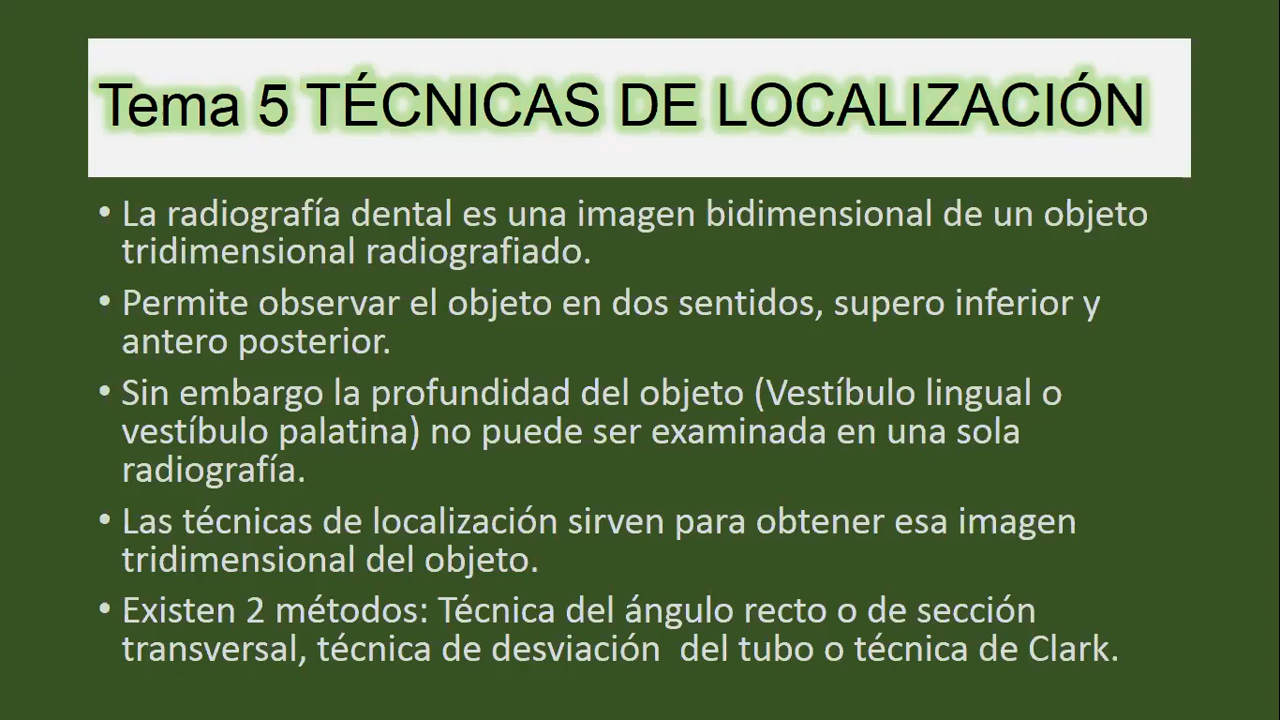 Tema 5 TÉCNICAS DE LOCALIZACIÓN
• La radiografía dental es una imagen bidimensional de un objeto
tridimensional radiografiado.
• Permite observar el objeto en dos sentidos, supero inferior y
antero posterior.
• Sin embargo la profundidad del objeto (Vestíbulo lingual o
vestíbulo palatina) no puede ser examinada en una sola
radiografía.
• Las técnicas de localización sirven para obtener esa imagen
tridimensional del objeto.
• Existen 2 métodos: Técnica del ángulo recto o de sección
transversal, técnica de desviación  del tubo o técnica de Clark.